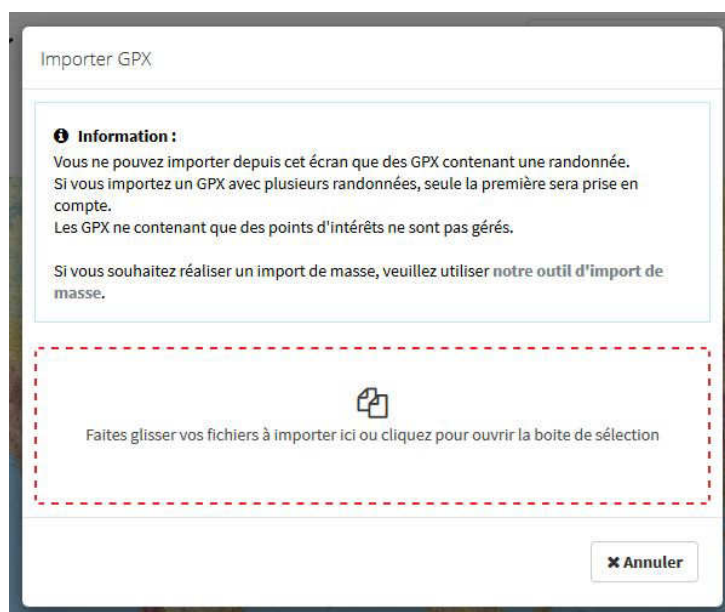 Importer GPX
Information :
Vous ne pouvez importer depuis cet écran que des GPX contenant une randonnée.
Si vous importez un GPX avec plusieurs randonnées, seule la première sera prise en
compte.
Les GPX ne contenant que des points d'intérêts ne sont pas gérés.
Si vous souhaitez réaliser un import de masse, veuillez utiliser notre outil d'import de
masse.
Faites glisser vos fichiers à importer ici ou cliquez pour ouvrir la boite de sélection
Annuler